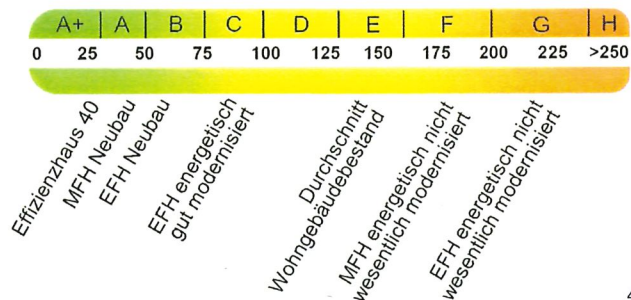 A+ A B C D E F G H
0 25 50 75 100 125 150 175 200 225 >250
Effizienzhaus 40
MFH Neubau
EFH Neubau
EFH energetisch
gut modernisiert
Durchschnitt
Wohngebäudebestand
MFH energetisch nicht
wesentlich modernisiert
EFH energetisch nicht
wesentlich modernisiert